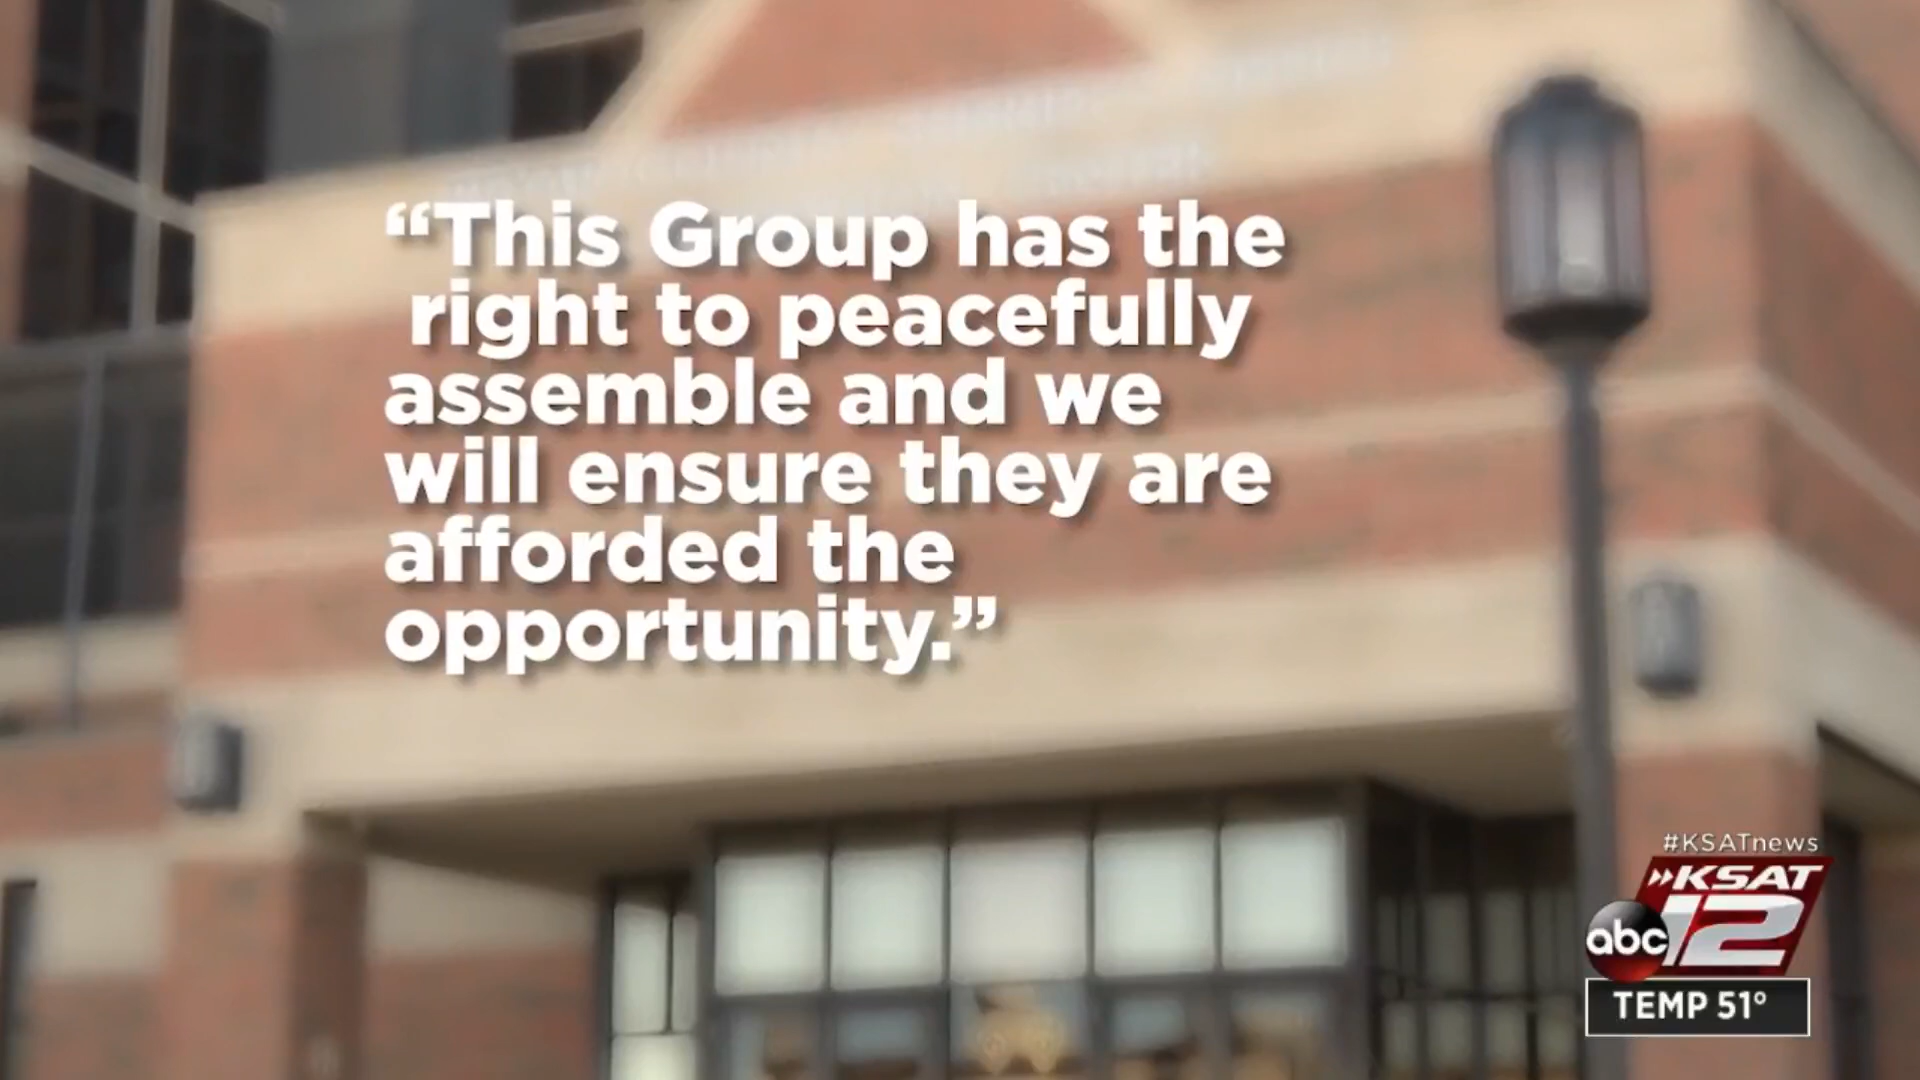 “This Group has the
right to peacefully
assemble and we
will ensure they are
afforded the
opportunity.”
#KSATnews
KSAT
12
abc
TEMP 51°